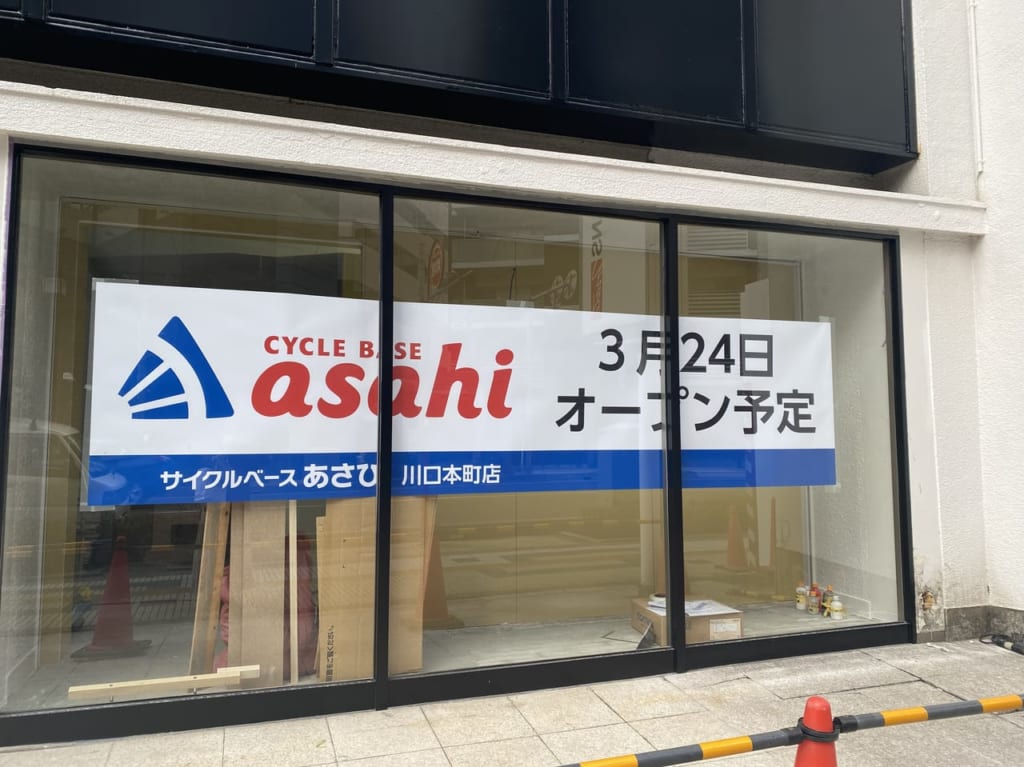 CYCLE BASE
asahi
3月24日
オープン予定
サイクルベースあさひ 川口本町店